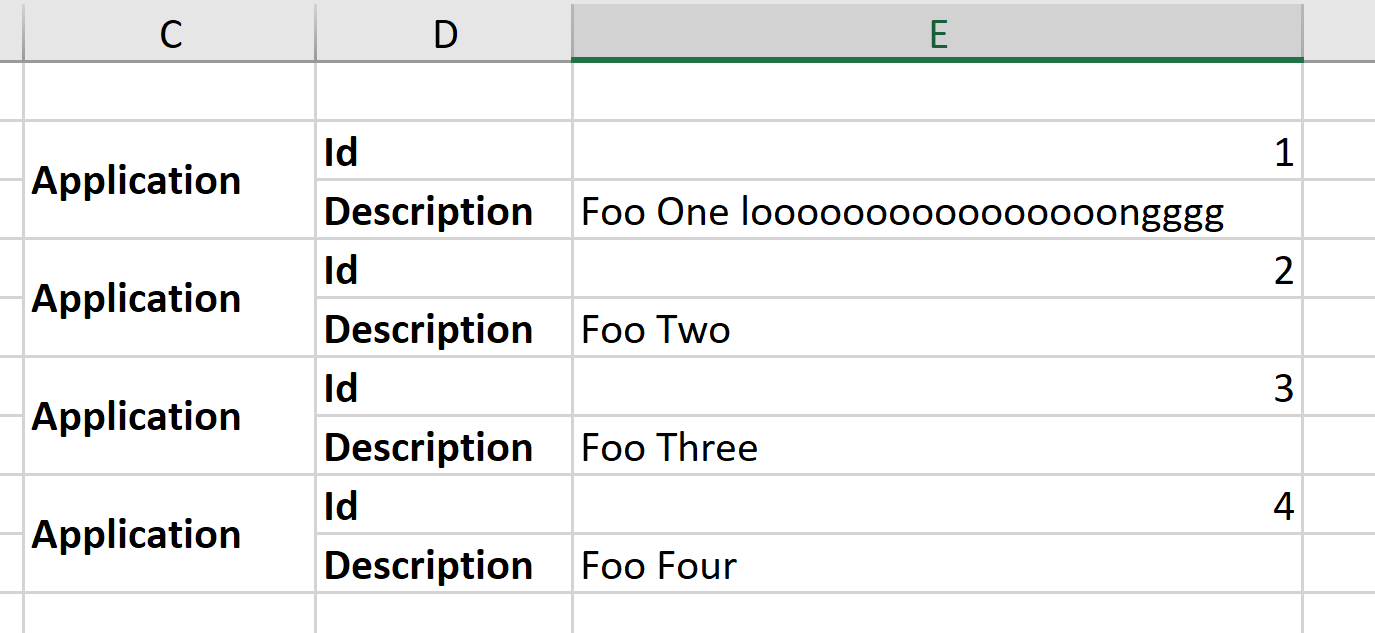 C D E
Id 1
Application
Description Foo One looooooooooooooooongggg
Id 2
Application
Description Foo Two
Id 3
Application
Description Foo Three
Id 4
Application
Description Foo Four